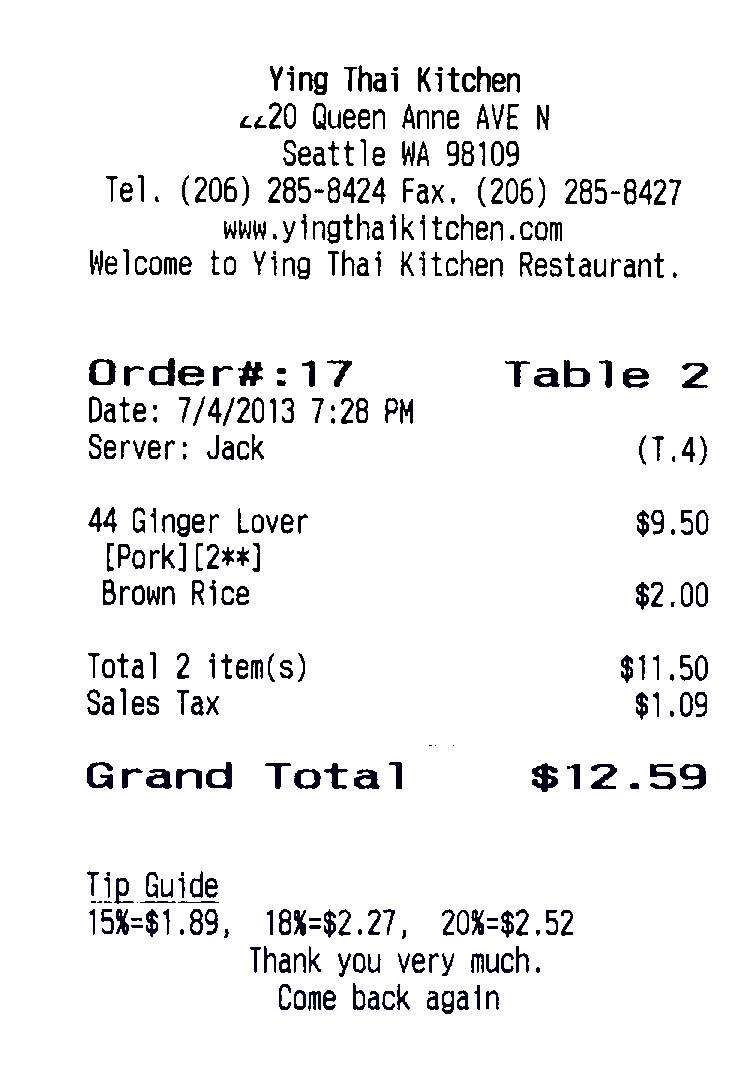 Ying Thai Kitchen
2220 Queen Anne AVE N
Seattle WA 98109
Tel. (206) 285-8424 Fax. (206) 285-8427
www.yingthaikitchen.com
Welcome to Ying Thai Kitchen Restaurant.
Order#:17 Table 2
Date: 7/4/2013 7:28 PM
Server: Jack (T.4)
44 Ginger Lover $9.50
[Pork][2**]
Brown Rice $2.00
Total 2 item(s) $11.50
Sales Tax $1.09
Grand Total $12.59
Tip Guide
15%=$1.89, 18%=$2.27, 20%=$2.52
Thank you very much.
Come back again